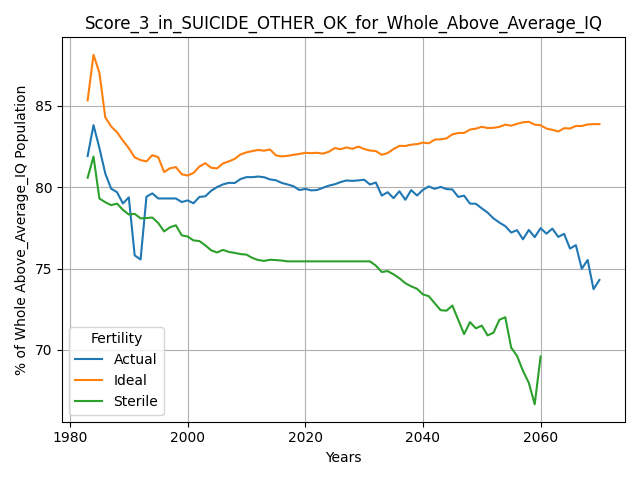 Score_3_in_SUICIDE_OTHER_OK_for_Whole_Above_Average_IQ
% of Whole Above_Average_IQ Population
85
80
75
70
Fertility
Actual
Ideal
Sterile
1980
2000
2020
2040
2060
Years